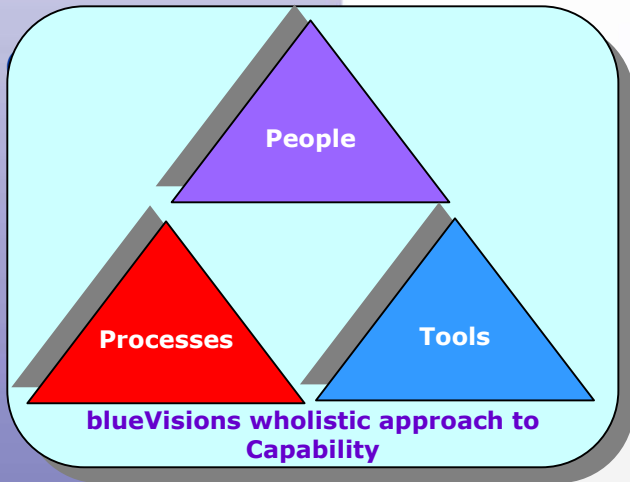 People
Processes
Tools
blueVisions wholistic approach to
Capability